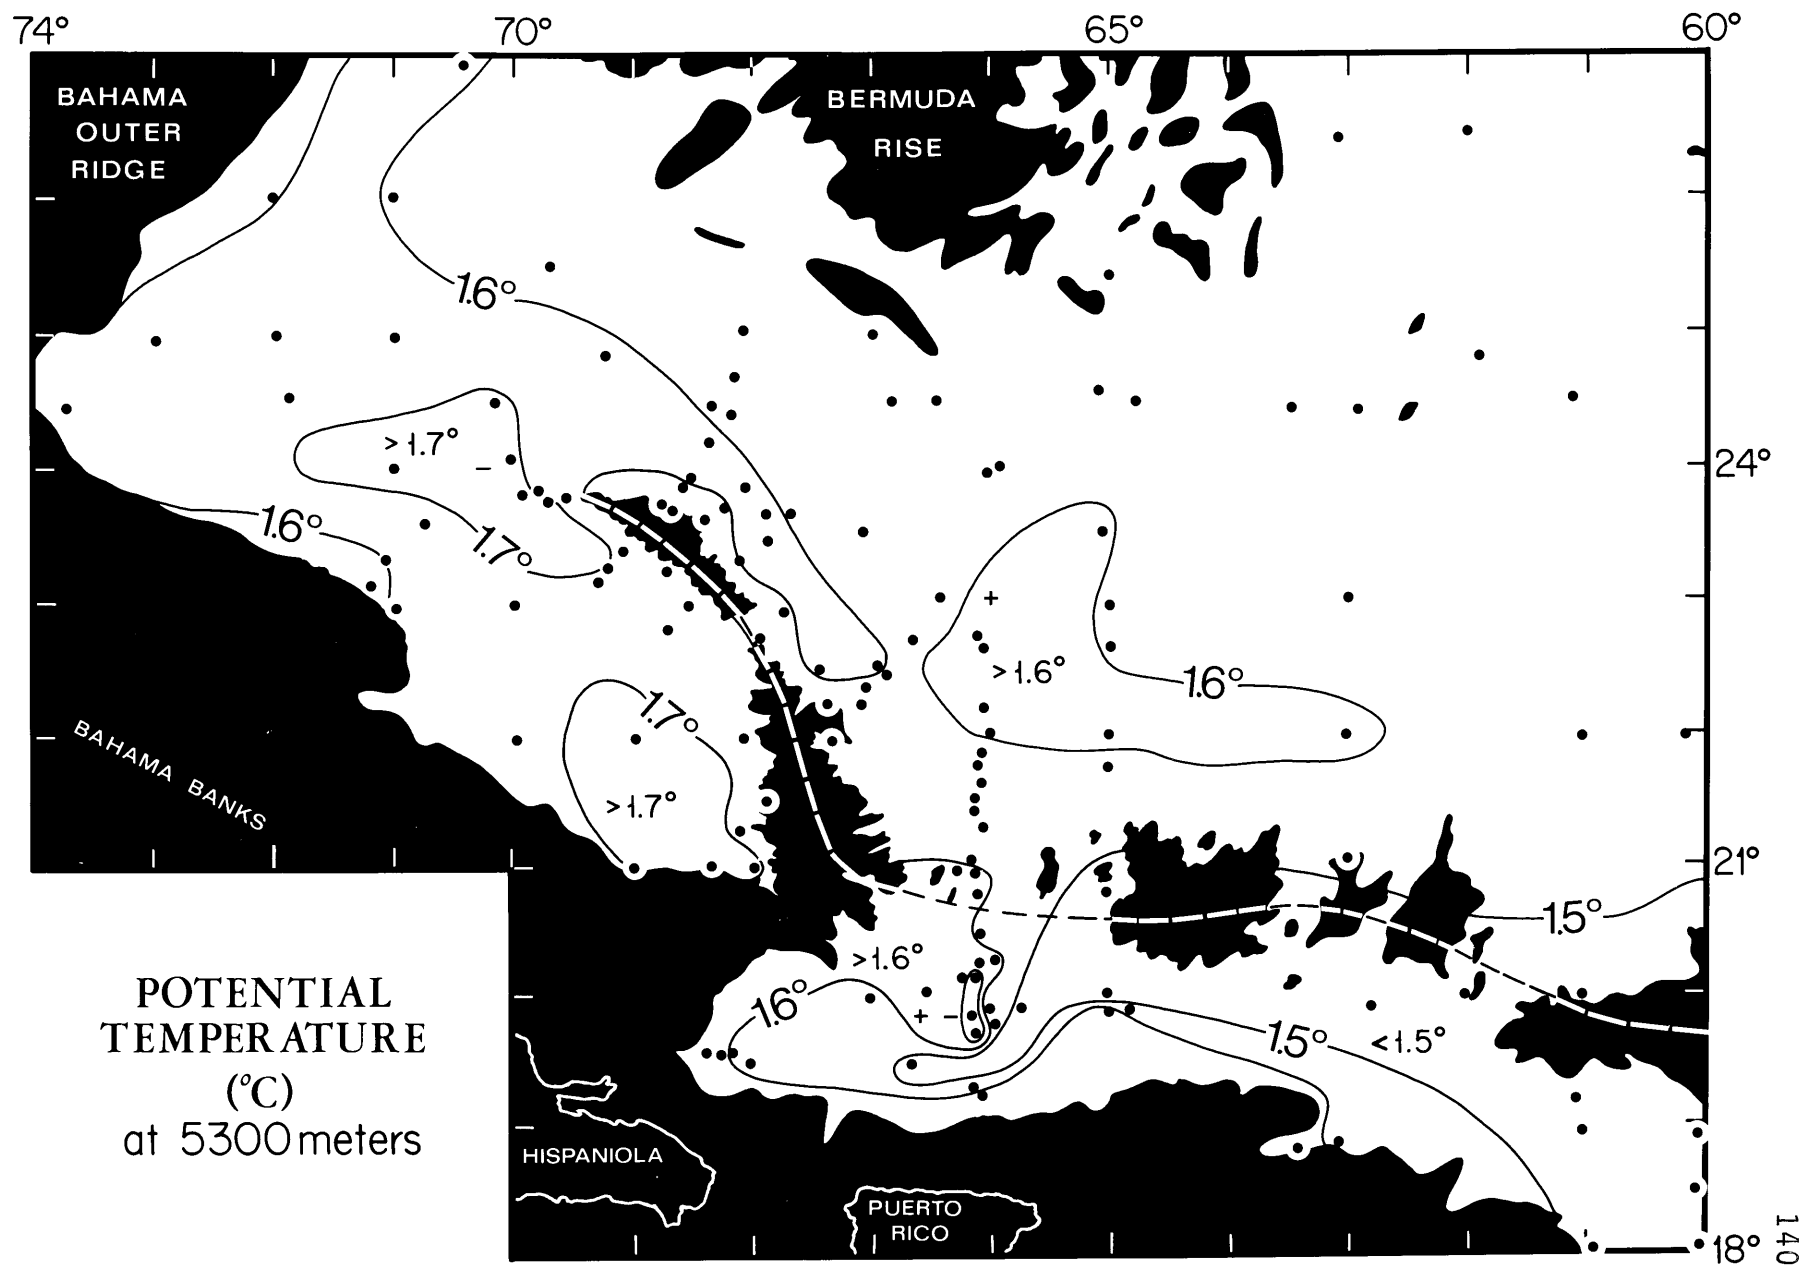 74° 70° 65° 60°
BAHAMA
OUTER
RIDGE
BERMUDA
RISE
1.6°
>1.7°
–
24°
1.6°
1.7°
+
>1.6°
1.6°
1.7°
BAHAMA BANKS
>1.7°
21°
1.5°
>1.6°
1.6°
+ –
1.5°
<1.5°
POTENTIAL
TEMPERATURE
(°C)
at 5300 meters
HISPANIOLA
PUERTO
RICO
18°
140